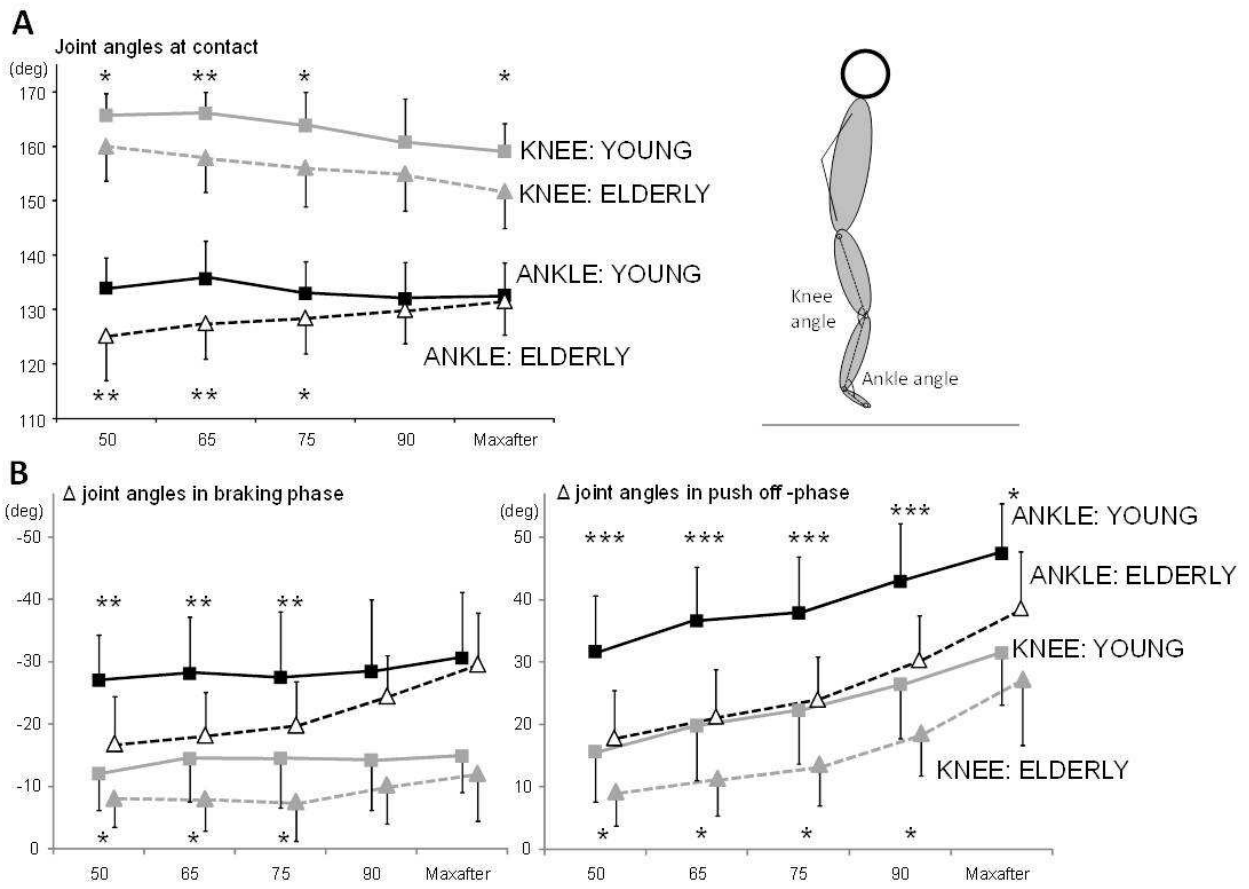 A
Joint angles at contact
(deg)
* ** * *
170
160
150
140
130
120
110
KNEE: YOUNG
KNEE: ELDERLY
ANKLE: YOUNG
ANKLE: ELDERLY
** ** *
50 65 75 90 Maxafter
Knee
angle
Ankle angle
B
Δ joint angles in braking phase
(deg)
-50
-40
-30
-20
-10
0
** ** **
* * *
50 65 75 90 Maxafter
Δ joint angles in push off -phase
(deg)
50
40
30
20
10
0
*** *** *** *** *
ANKLE: YOUNG
ANKLE: ELDERLY
KNEE: YOUNG
KNEE: ELDERLY
* * * *
50 65 75 90 Maxafter